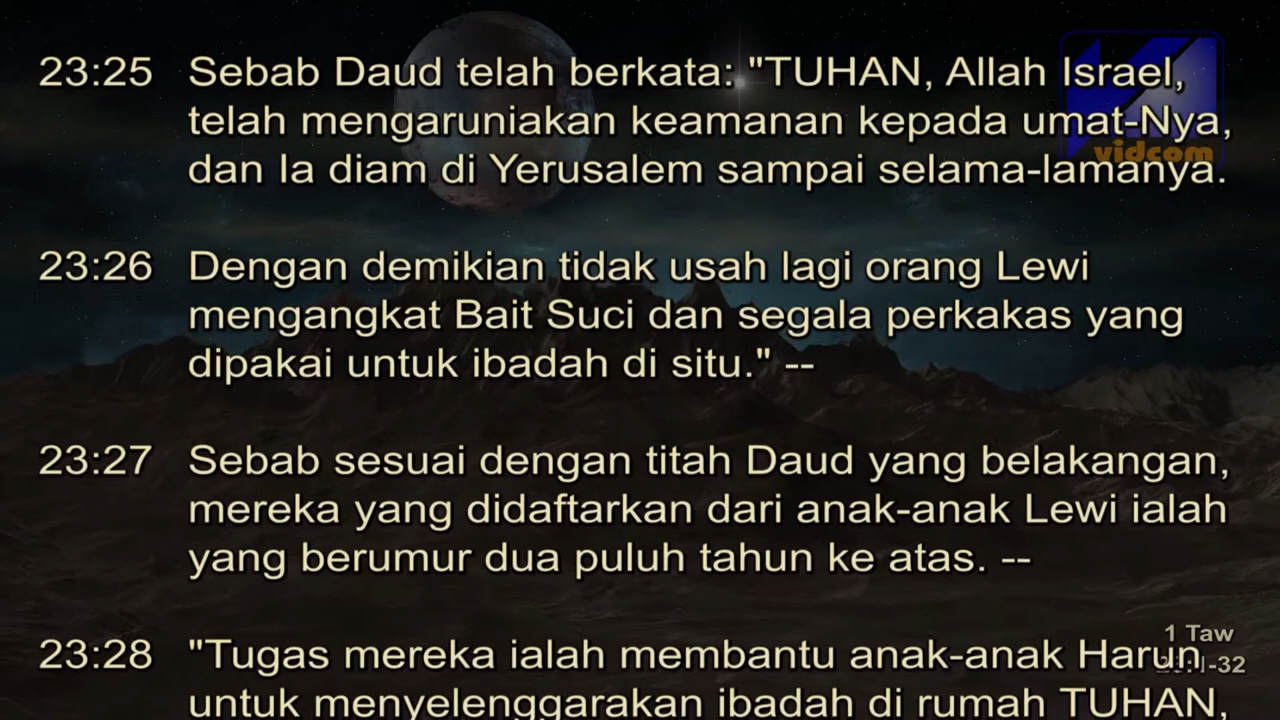 23:25 Sebab Daud telah berkata: "TUHAN, Allah Israel,
telah mengaruniakan keamanan kepada umat-Nya,
dan Ia diam di Yerusalem sampai selama-lamanya.
vidcom
23:26 Dengan demikian tidak usah lagi orang Lewi
mengangkat Bait Suci dan segala perkakas yang
dipakai untuk ibadah di situ." --
23:27 Sebab sesuai dengan titah Daud yang belakangan,
mereka yang didaftarkan dari anak-anak Lewi ialah
yang berumur dua puluh tahun ke atas. --
23:28 "Tugas mereka ialah membantu anak-anak Harun
untuk menyelenggarakan ibadah di rumah TUHAN,
1 Taw
23:1-32